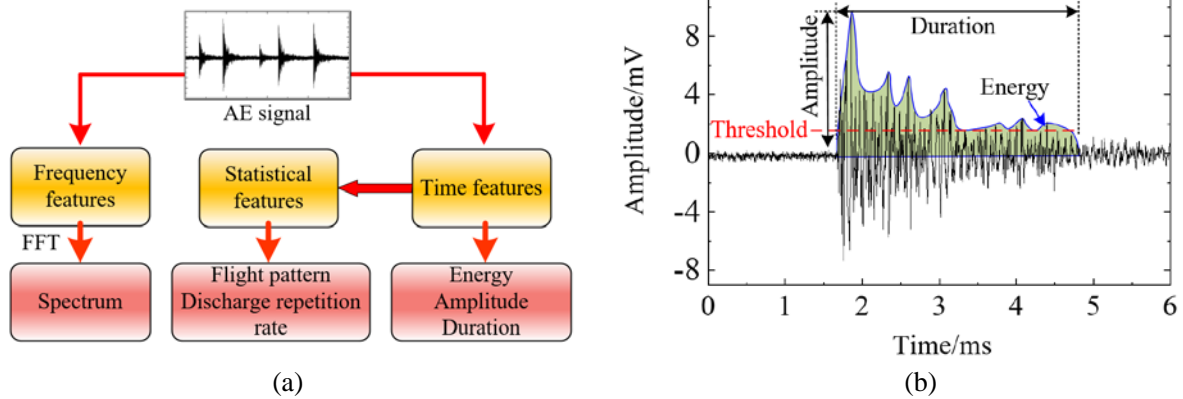 AE signal
Frequency
features
Statistical
features
Time features
FFT
Spectrum
Flight pattern
Discharge repetition
rate
Energy
Amplitude
Duration
(a)
Amplitude/mV
8
4
0
-4
-8
Amplitude
Duration
Energy
Threshold
0
1
2
3
4
5
6
Time/ms
(b)